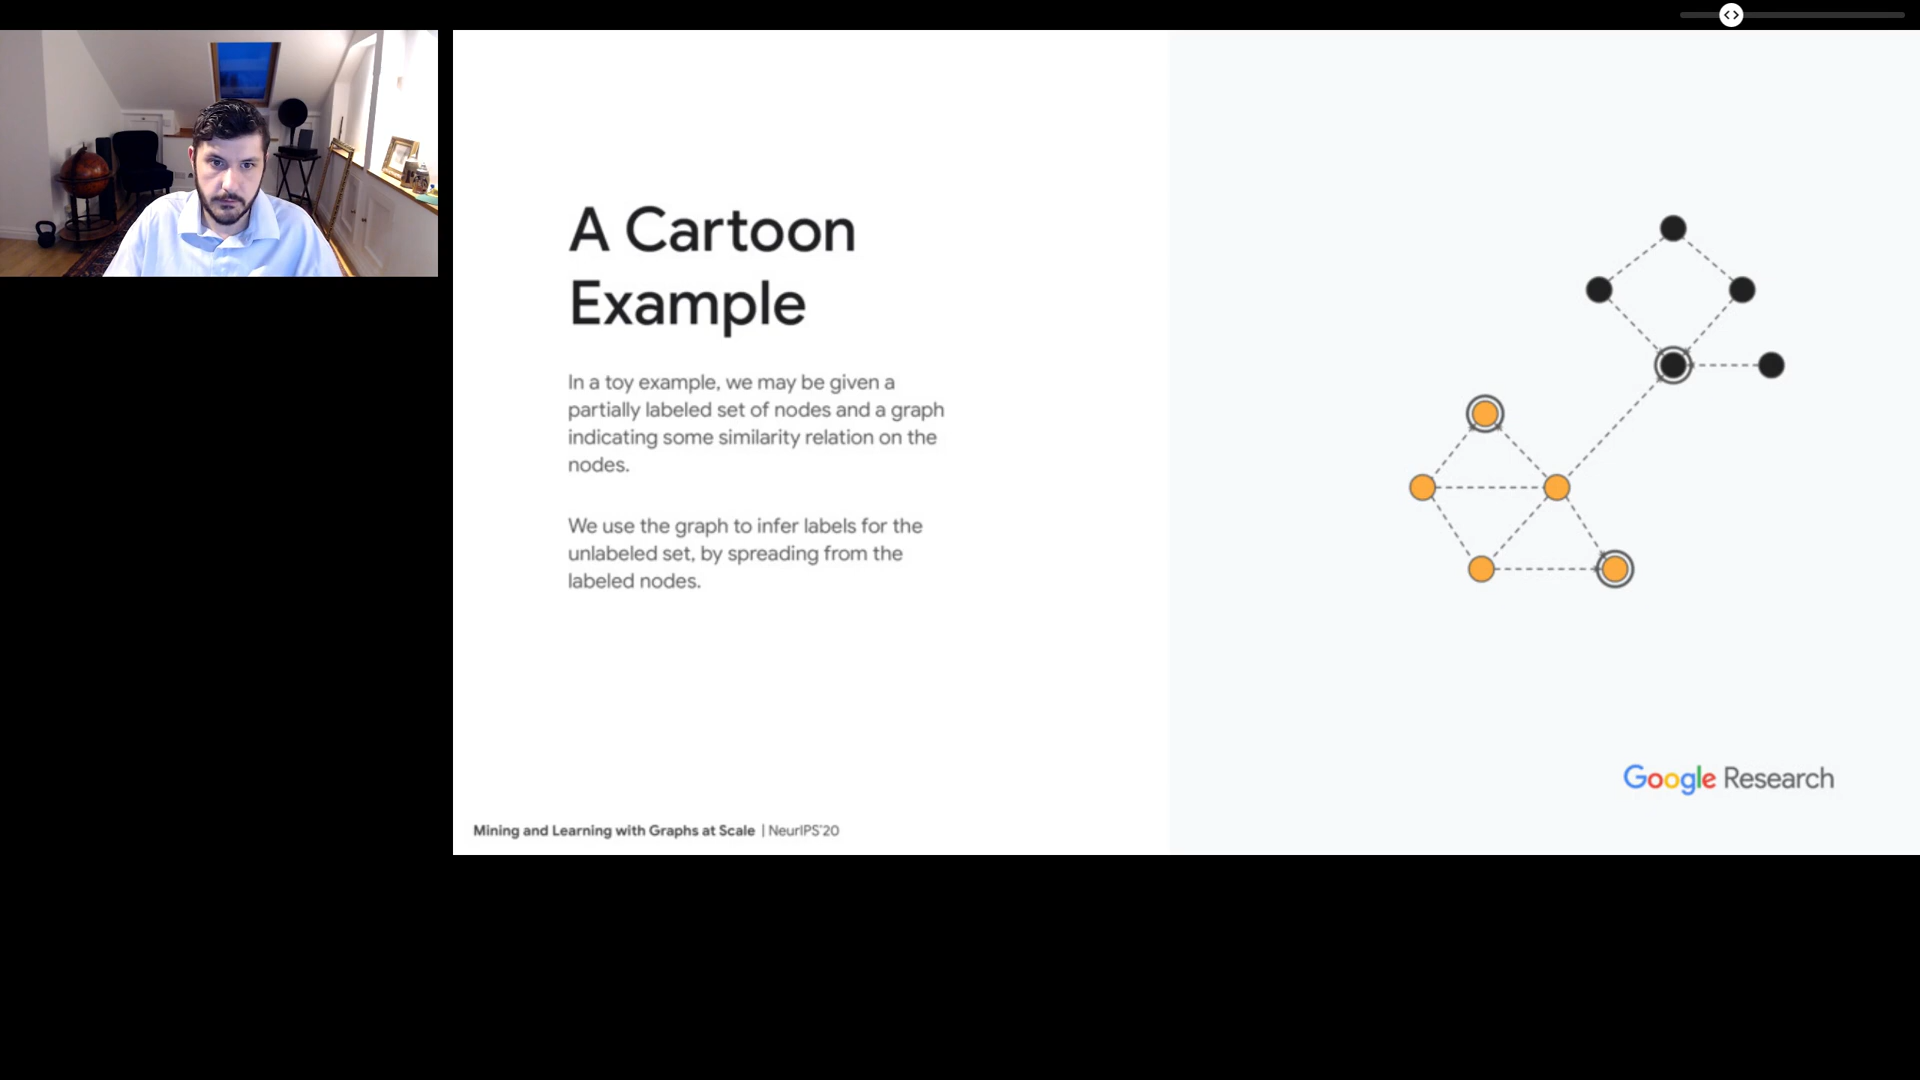 A Cartoon
Example
In a toy example, we may be given a
partially labeled set of nodes and a graph
indicating some similarity relation on the
nodes.
We use the graph to infer labels for the
unlabeled set, by spreading from the
labeled nodes.
Google Research
Mining and Learning with Graphs at Scale | NeurIPS'20